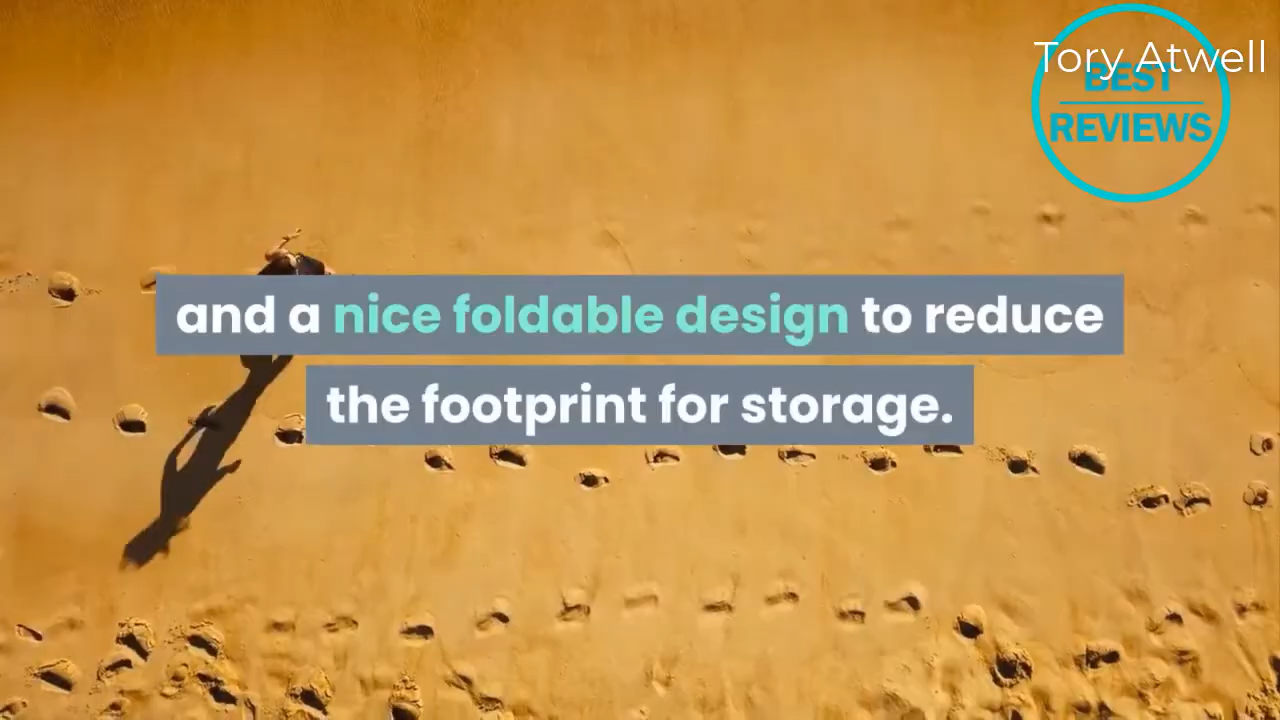 Tory Atwell
BEST
REVIEWS
and a nice foldable design to reduce
the footprint for storage.